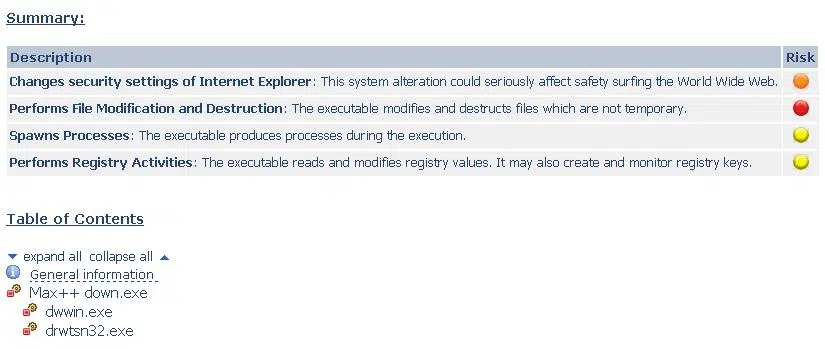 Summary:
Description Risk
Changes security settings of Internet Explorer: This system alteration could seriously affect safety surfing the World Wide Web.
Performs File Modification and Destruction: The executable modifies and destructs files which are not temporary.
Spawns Processes: The executable produces processes during the execution.
Performs Registry Activities: The executable reads and modifies registry values. It may also create and monitor registry keys.
Table of Contents
expand all collapse all
General information
Max++ down.exe
dwwin.exe
drwtsn32.exe